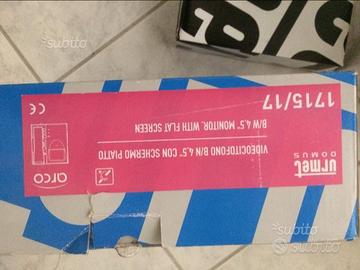 urmet
DOMUS
1715/17
VIDEOCITOFONO B/N 4,5" CON SCHERMO PIATTO
B/W 4,5" MONITOR WITH FLAT SCREEN
arco
CE
subito
subito